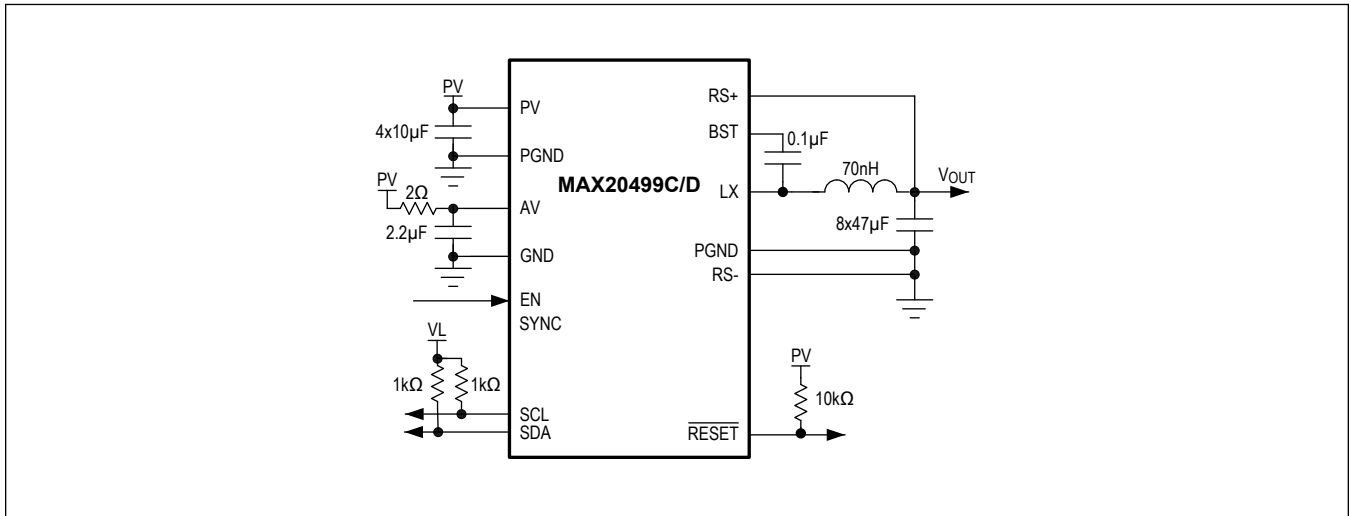 PV
PV
4x10µF
PGND
PV
2Ω
AV
2.2µF
GND
EN
SYNC
VL
1kΩ
1kΩ
SCL
SDA
MAX20499C/D
RS+
BST
0.1µF
70nH
LX
VOUT
8x47µF
PGND
RS-
PV
10kΩ
RESET